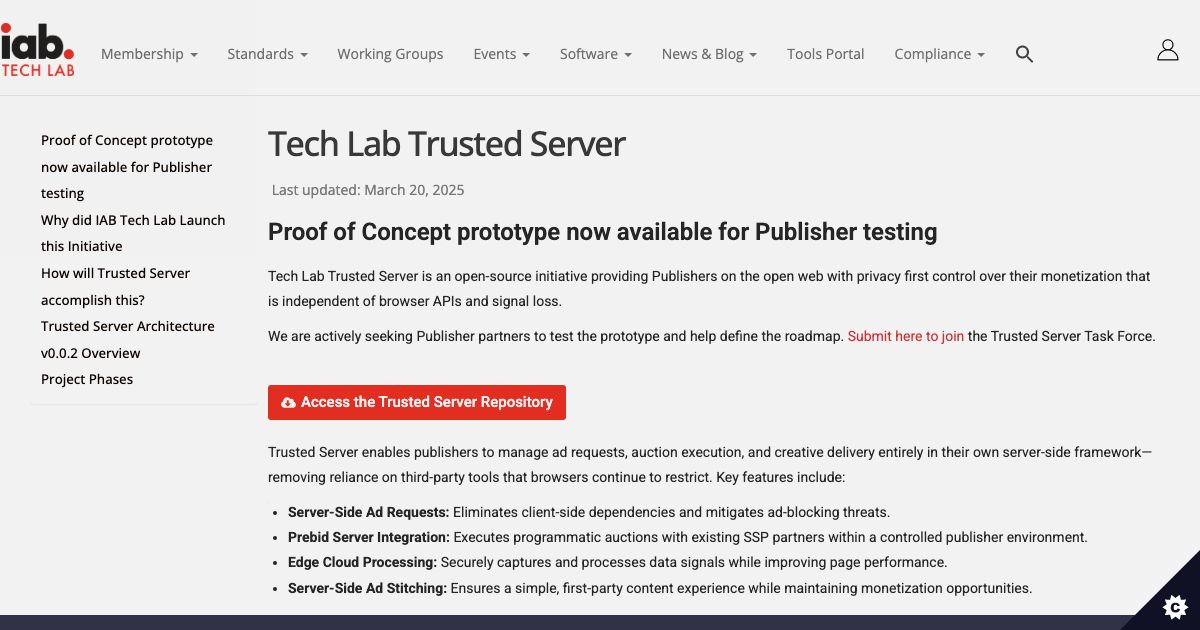 iab.
TECH LAB
Membership
Standards
Working Groups
Events
Software
News & Blog
Tools Portal
Compliance
Proof of Concept prototype
now available for Publisher
testing
Why did IAB Tech Lab Launch
this Initiative
How will Trusted Server
accomplish this?
Trusted Server Architecture
v0.0.2 Overview
Project Phases
Tech Lab Trusted Server
Last updated: March 20, 2025
Proof of Concept prototype now available for Publisher testing
Tech Lab Trusted Server is an open-source initiative providing Publishers on the open web with privacy first control over their monetization that
is independent of browser APIs and signal loss.
We are actively seeking Publisher partners to test the prototype and help define the roadmap. Submit here to join the Trusted Server Task Force.
Access the Trusted Server Repository
Trusted Server enables publishers to manage ad requests, auction execution, and creative delivery entirely in their own server-side framework—
removing reliance on third-party tools that browsers continue to restrict. Key features include:
• Server-Side Ad Requests: Eliminates client-side dependencies and mitigates ad-blocking threats.
• Prebid Server Integration: Executes programmatic auctions with existing SSP partners within a controlled publisher environment.
• Edge Cloud Processing: Securely captures and processes data signals while improving page performance.
• Server-Side Ad Stitching: Ensures a simple, first-party content experience while maintaining monetization opportunities.
C